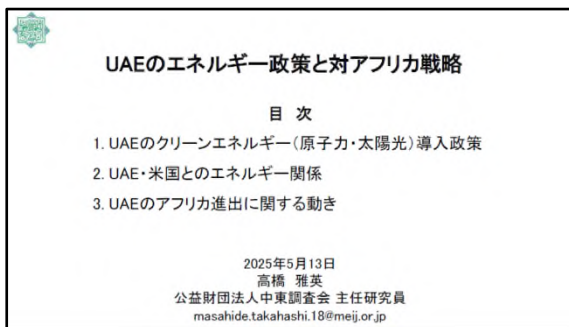 UAEのエネルギー政策と対アフリカ戦略
目 次
1. UAEのクリーンエネルギー(原子力・太陽光)導入政策
2. UAE・米国とのエネルギー関係
3. UAEのアフリカ進出に関する動き
2025年5月13日
高橋 雅英
公益財団法人中東調査会 主任研究員
masahide.takahashi.18@meij.or.jp